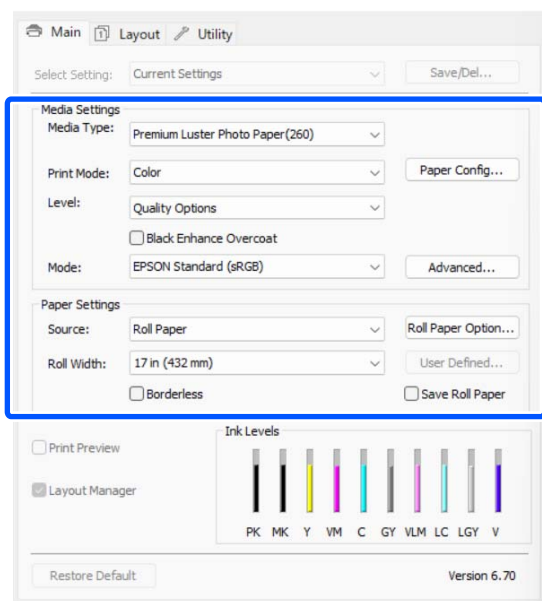 Main 1 Layout Utility
Select Setting: Current Settings Save/Del...
Media Settings
Media Type: Premium Luster Photo Paper(260)
Print Mode: Color Paper Config...
Level: Quality Options
Black Enhance Overcoat
Mode: EPSON Standard (sRGB) Advanced...
Paper Settings
Source: Roll Paper Roll Paper Option...
Roll Width: 17 in (432 mm) User Defined...
Borderless Save Roll Paper
Ink Levels
Print Preview
Layout Manager
PK MK Y VM C GY VLM LC LGY V
Restore Default Version 6.70